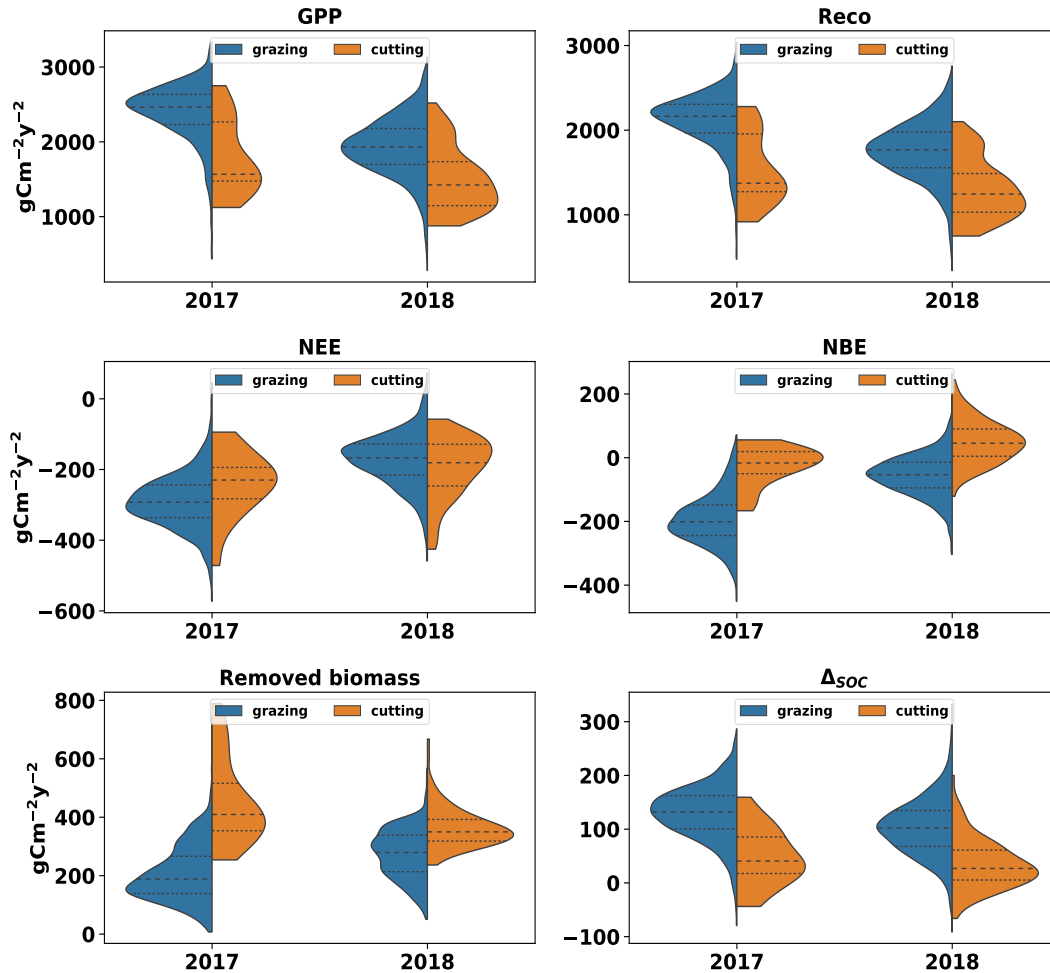 GPP
Reco
grazing cutting
grazing cutting
gCm⁻²y⁻²
3000
2000
1000
3000
2000
1000
2017 2018
2017 2018
NEE
NBE
grazing cutting
grazing cutting
gCm⁻²y⁻²
0
−200
−400
−600
200
0
−200
−400
2017 2018
2017 2018
Removed biomass
Δ_SOC
grazing cutting
grazing cutting
gCm⁻²y⁻²
800
600
400
200
0
300
200
100
0
−100
2017 2018
2017 2018